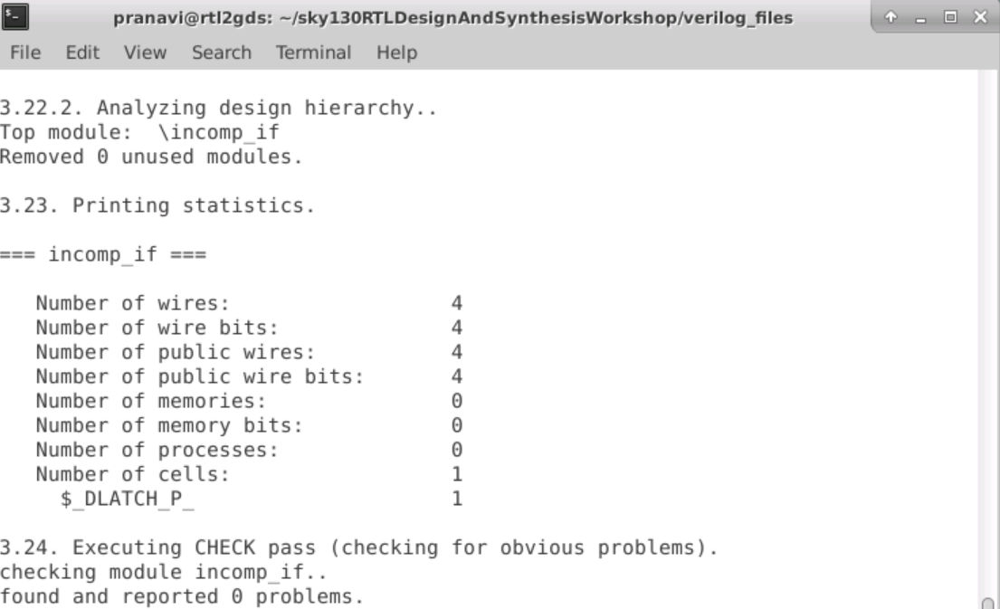 pranavi@rtl2gds: ~/sky130RTLDesignAndSynthesisWorkshop/verilog_files
File Edit View Search Terminal Help
3.22.2. Analyzing design hierarchy..
Top module:  \incomp_if
Removed 0 unused modules.
3.23. Printing statistics.
=== incomp_if ===
Number of wires: 4
Number of wire bits: 4
Number of public wires: 4
Number of public wire bits: 4
Number of memories: 0
Number of memory bits: 0
Number of processes: 0
Number of cells: 1
$_DLATCH_P_ 1
3.24. Executing CHECK pass (checking for obvious problems).
checking module incomp_if..
found and reported 0 problems.